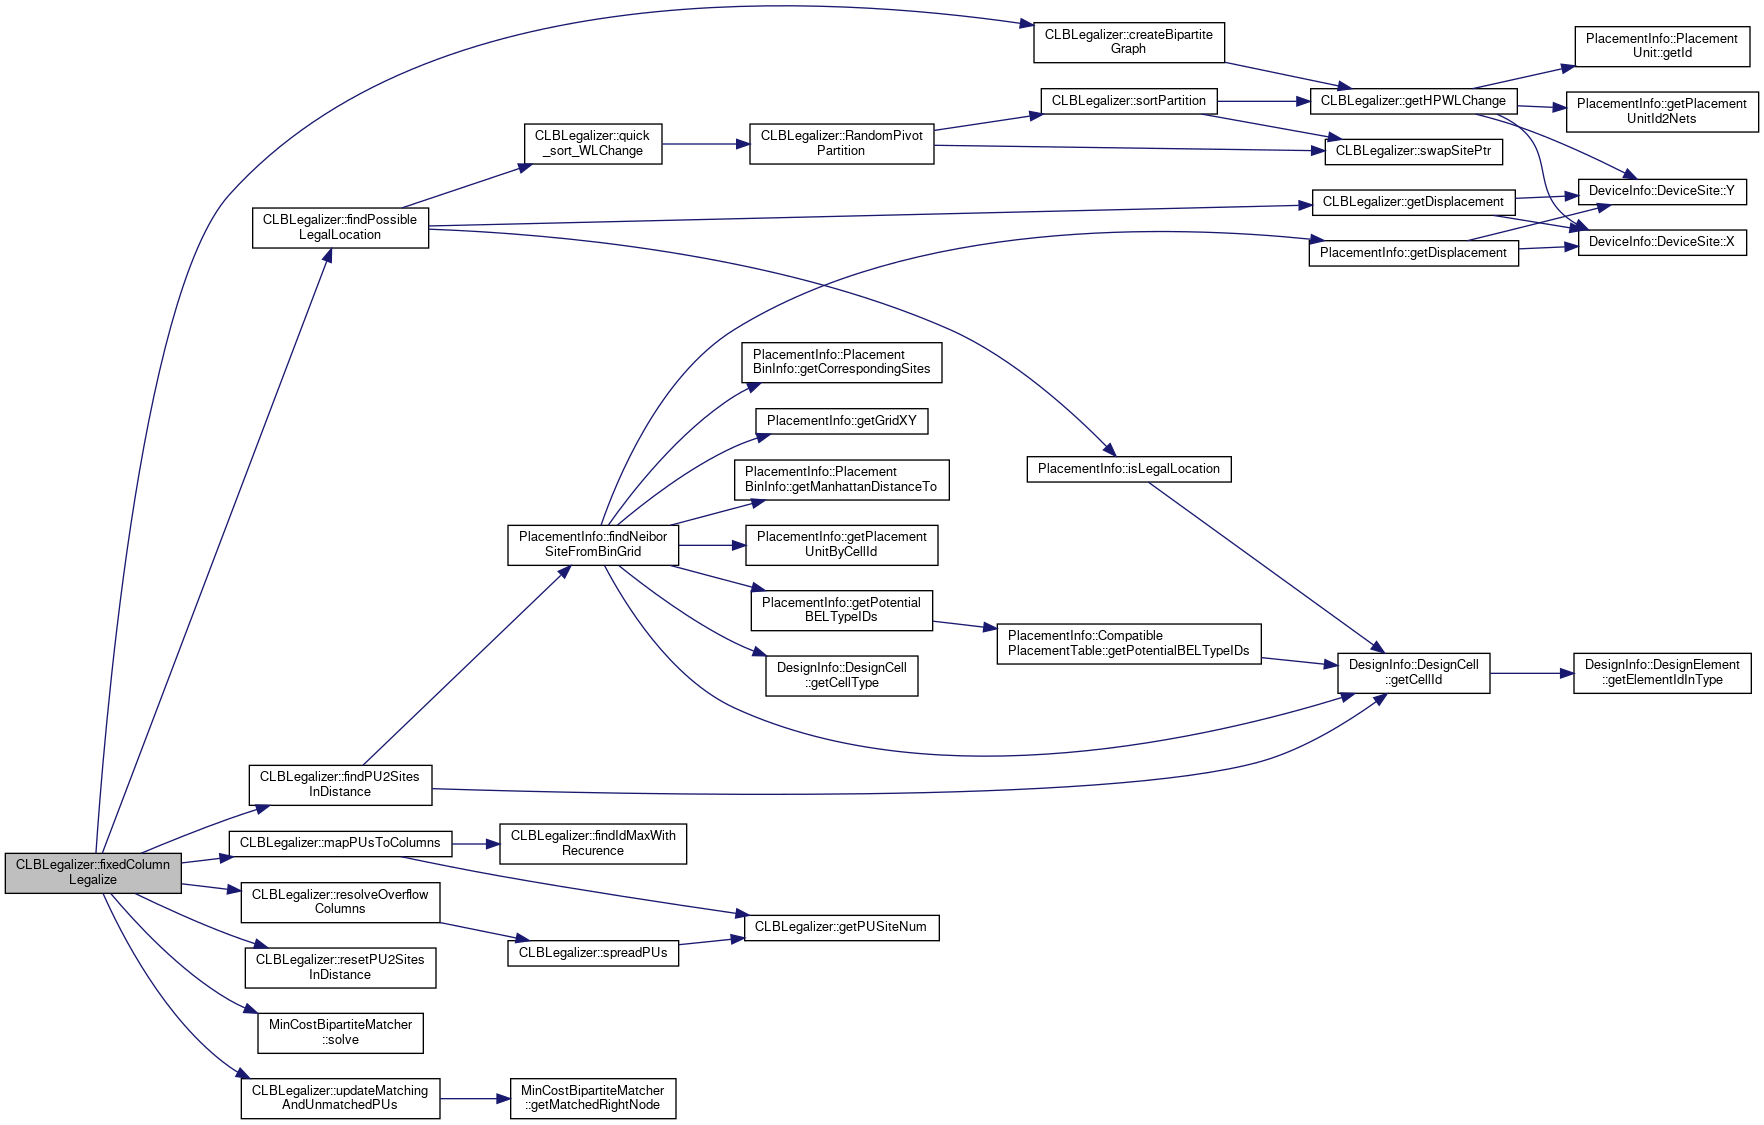 CLBLegalizer::createBipartite
Graph
PlacementInfo::Placement
Unit::getId
CLBLegalizer::sortPartition
CLBLegalizer::getHPWLChange
PlacementInfo::getPlacement
UnitId2Nets
CLBLegalizer::quick
_sort_WLChange
CLBLegalizer::RandomPivot
Partition
CLBLegalizer::swapSitePtr
CLBLegalizer::findPossible
LegalLocation
CLBLegalizer::getDisplacement
DeviceInfo::DeviceSite::Y
PlacementInfo::getDisplacement
DeviceInfo::DeviceSite::X
PlacementInfo::Placement
BinInfo::getCorrespondingSites
PlacementInfo::getGridXY
PlacementInfo::Placement
BinInfo::getManhattanDistanceTo
PlacementInfo::isLegalLocation
PlacementInfo::findNeibor
SiteFromBinGrid
PlacementInfo::getPlacement
UnitByCellId
PlacementInfo::getPotential
BELTypeIDs
PlacementInfo::Compatible
PlacementTable::getPotentialBELTypeIDs
DesignInfo::DesignCell
::getCellType
DesignInfo::DesignCell
::getCellId
DesignInfo::DesignElement
::getElementIdInType
CLBLegalizer::findPU2Sites
InDistance
CLBLegalizer::mapPUsToColumns
CLBLegalizer::findIdMaxWith
Recurence
CLBLegalizer::fixedColumn
Legalize
CLBLegalizer::resolveOverflow
Columns
CLBLegalizer::spreadPUs
CLBLegalizer::getPUSiteNum
CLBLegalizer::resetPU2Sites
InDistance
MinCostBipartiteMatcher
::solve
CLBLegalizer::updateMatching
AndUnmatchedPUs
MinCostBipartiteMatcher
::getMatchedRightNode